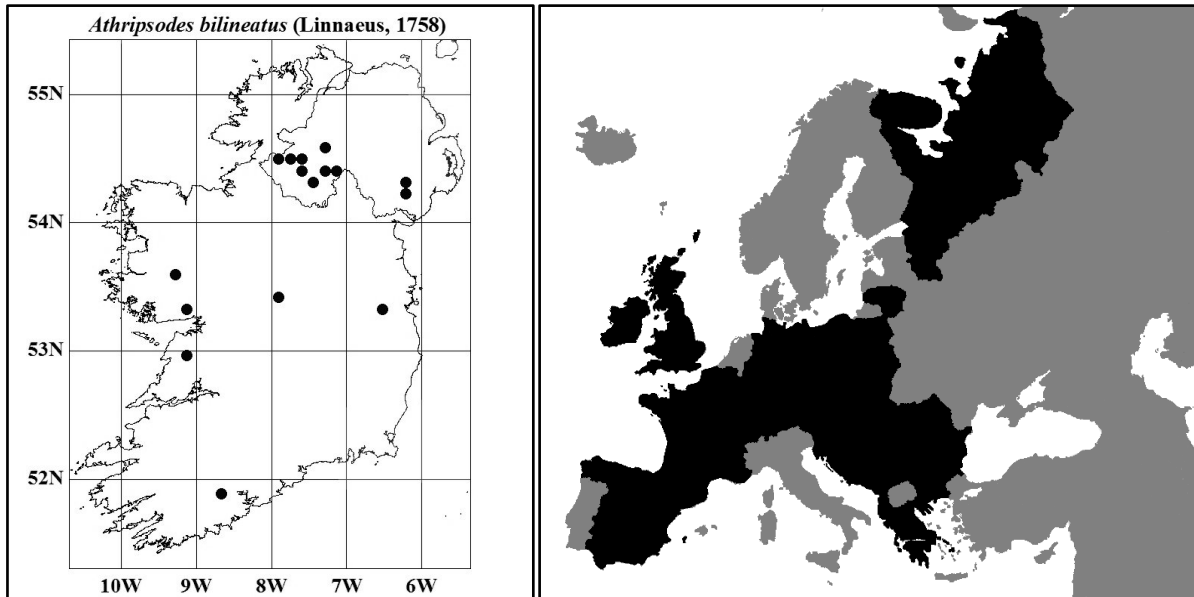 Athripsodes bilineatus (Linnaeus, 1758)
55N
54N
53N
52N
10W 9W 8W 7W 6W